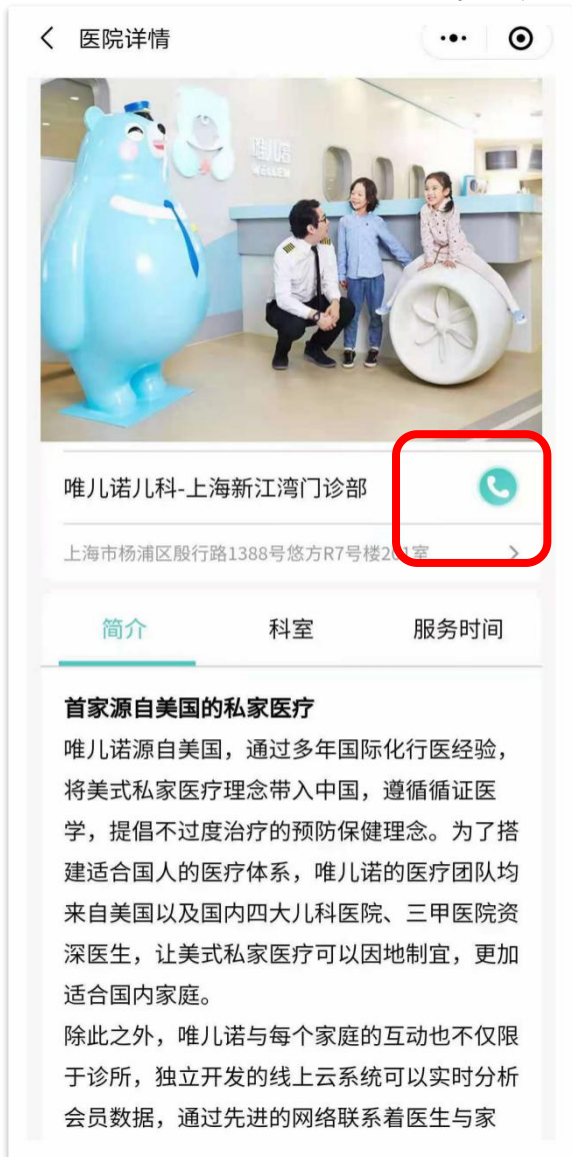 医院详情
唯儿诺
WELLEN
唯儿诺儿科-上海新江湾门诊部
上海市杨浦区殷行路1388号悠方R7号楼201室
简介
科室
服务时间
首家源自美国的私家医疗
唯儿诺源自美国，通过多年国际化行医经验，
将美式私家医疗理念带入中国，遵循循证医
学，提倡不过度治疗的预防保健理念。为了搭
建适合国人的医疗体系，唯儿诺的医疗团队均
来自美国以及国内四大儿科医院、三甲医院资
深医生，让美式私家医疗可以因地制宜，更加
适合国内家庭。
除此之外，唯儿诺与每个家庭的互动也不仅限
于诊所，独立开发的线上云系统可以实时分析
会员数据，通过先进的网络联系着医生与家